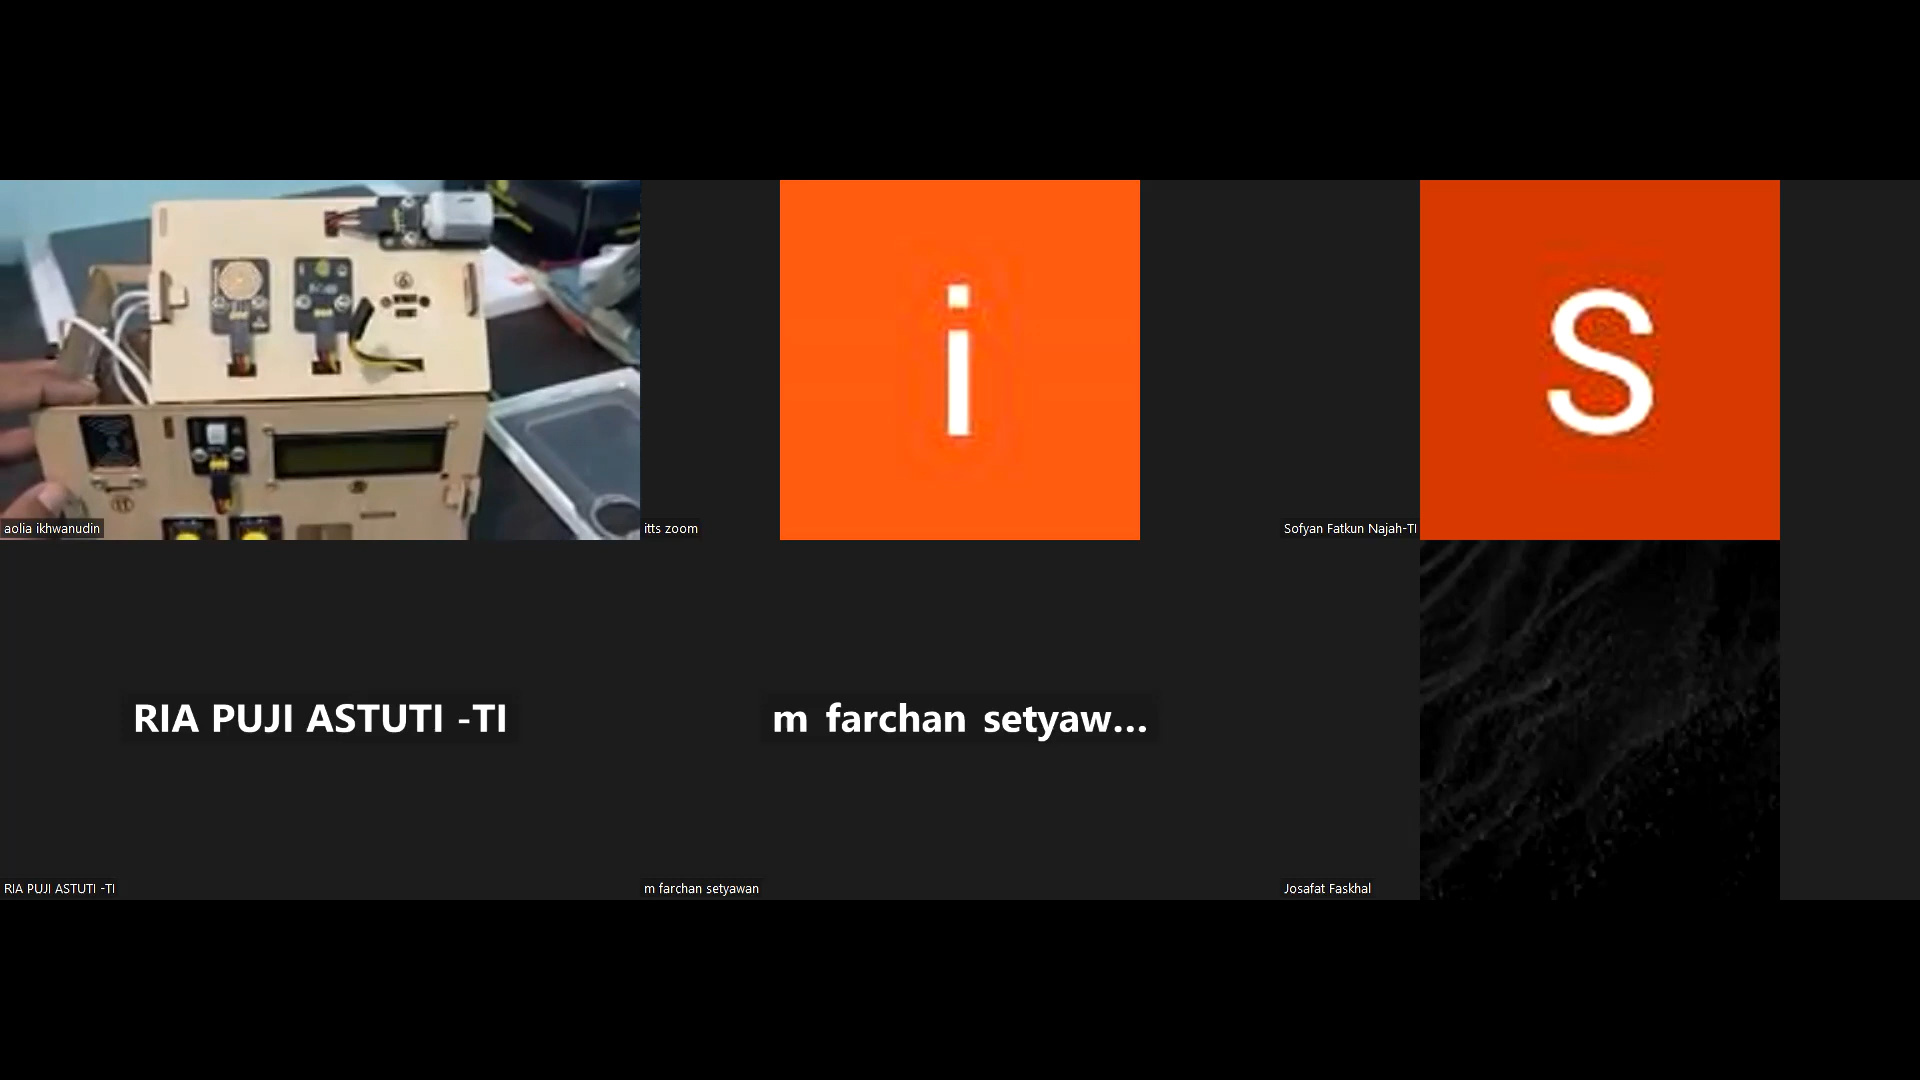 aolia ikhwanudin
i
itts zoom
S
Sofyan Fatkun Najah-TI
RIA PUJI ASTUTI -TI
RIA PUJI ASTUTI -TI
m farchan setyaw...
m farchan setyawan
Josafat Faskhal